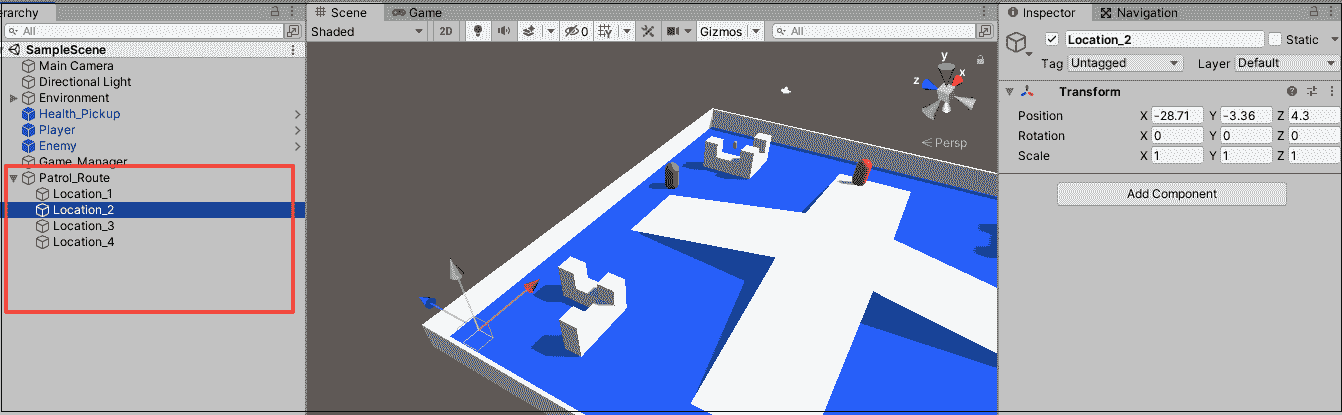 erarchy
All
SampleScene
Main Camera
Directional Light
Environment
Health_Pickup
Player
Enemy
Game_Manager
Patrol_Route
Location_1
Location_2
Location_3
Location_4
Scene Game
Shaded 2D 0 Gizmos All
y
x
z
Persp
Inspector Navigation
Location_2 Static
Tag Untagged Layer Default
Transform
Position X -28.71 Y -3.36 Z 4.3
Rotation X 0 Y 0 Z 0
Scale X 1 Y 1 Z 1
Add Component